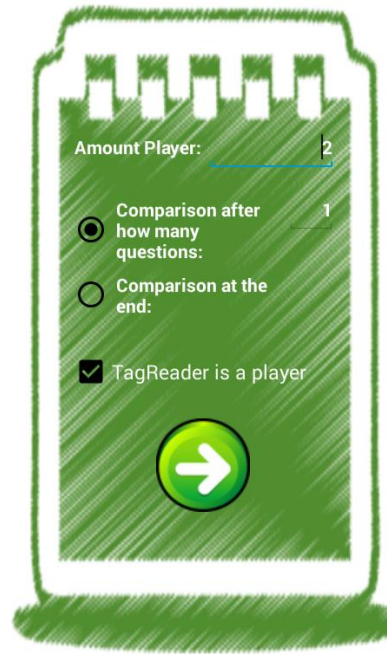 Amount Player: 2
Comparison after 1
how many
questions:
Comparison at the
end:
TagReader is a player